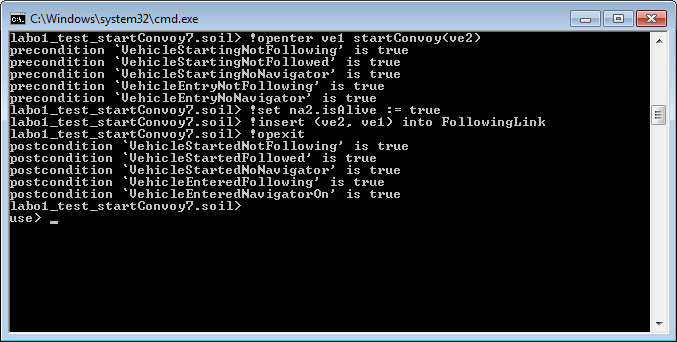 C:\Windows\system32\cmd.exe
labo1_test_startConvoy7.soil> !openter ve1 startConvoy(ve2)
precondition `VehicleStartingNotFollowing' is true
precondition `VehicleStartingNotFollowed' is true
precondition `VehicleStartingNoNavigator' is true
precondition `VehicleEntryNotFollowing' is true
precondition `VehicleEntryNoNavigator' is true
labo1_test_startConvoy7.soil> !set na2.isAlive := true
labo1_test_startConvoy7.soil> !insert (ve2, ve1) into FollowingLink
labo1_test_startConvoy7.soil> !opexit
postcondition `VehicleStartedNotFollowing' is true
postcondition `VehicleStartedFollowed' is true
postcondition `VehicleStartedNoNavigator' is true
postcondition `VehicleEnteredFollowing' is true
postcondition `VehicleEnteredNavigatorOn' is true
labo1_test_startConvoy7.soil>
use> _